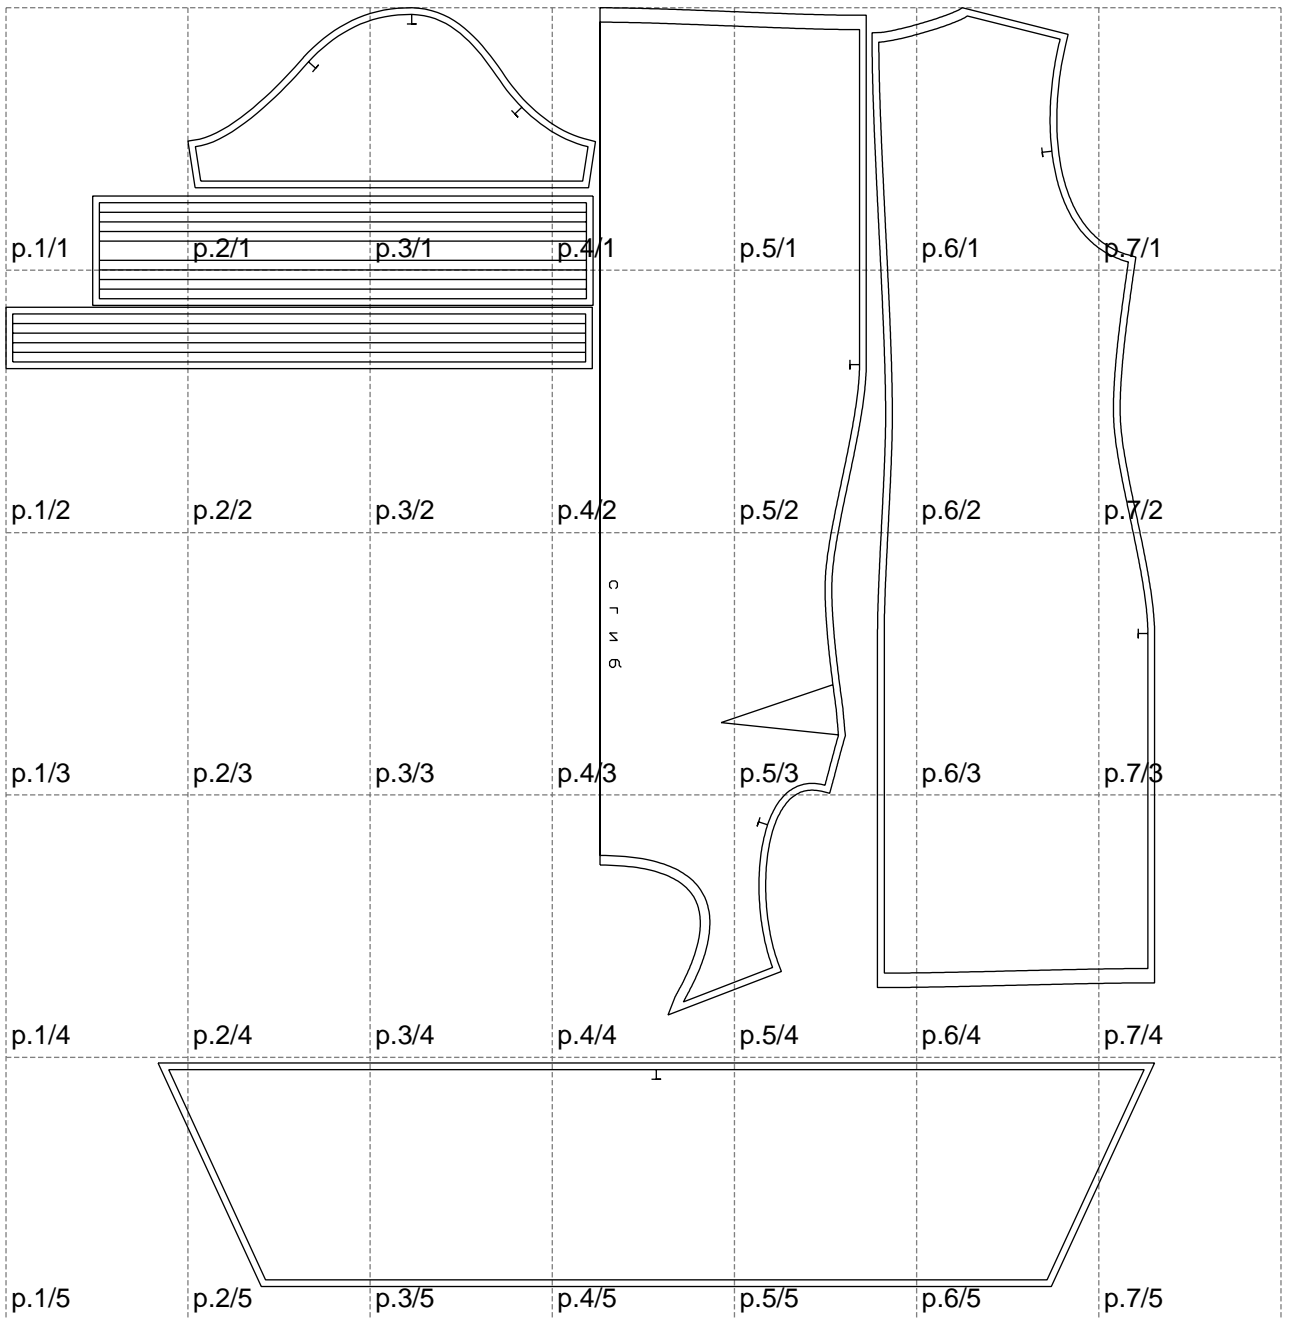 p.1/1 p.2/1 p.3/1 p.4/1 p.5/1 p.6/1 p.7/1
p.1/2 p.2/2 p.3/2 p.4/2 p.5/2 p.6/2 p.7/2
сгиб
p.1/3 p.2/3 p.3/3 p.4/3 p.5/3 p.6/3 p.7/3
p.1/4 p.2/4 p.3/4 p.4/4 p.5/4 p.6/4 p.7/4
p.1/5 p.2/5 p.3/5 p.4/5 p.5/5 p.6/5 p.7/5